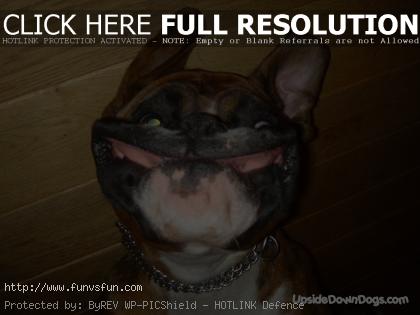 CLICK HERE FULL RESOLUTION
HOTLINK PROTECTION ACTIVATED - NOTE: Empty or Blank Referrals are not Allowed
http://www.funvsfun.com
UpsideDownDogs.com
Protected by: ByREV WP-PICShield - HOTLINK Defence